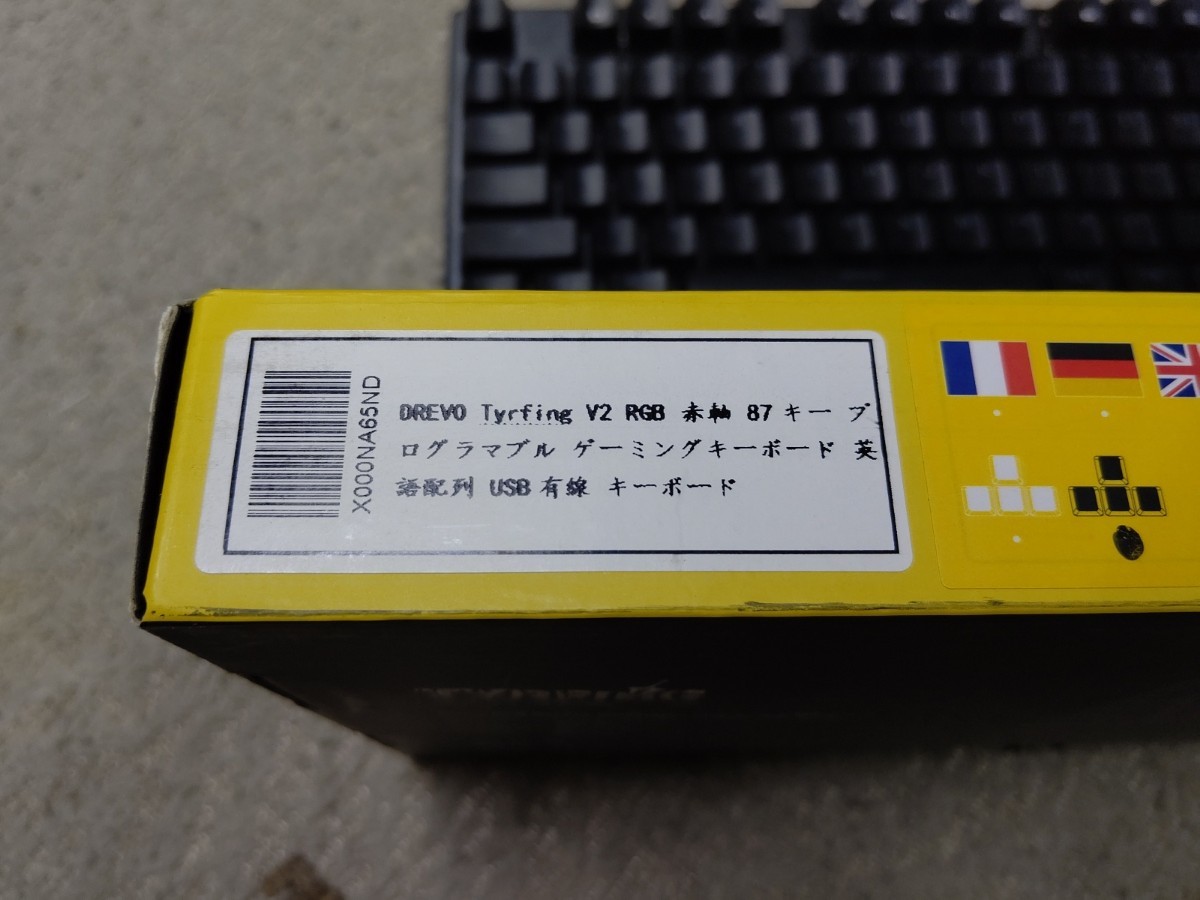 X000NA65ND
DREVO Tyrfing V2 RGB 赤軸 87 キー プ
ログラマブル ゲーミングキーボード 英
語配列 USB 有線 キーボード